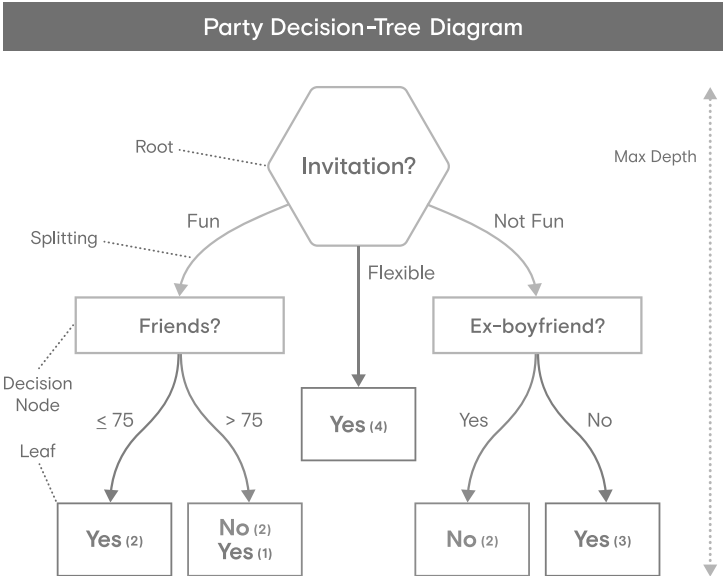 Party Decision-Tree Diagram
Root
Invitation?
Max Depth
Fun
Not Fun
Splitting
Flexible
Friends?
Ex-boyfriend?
Decision
Node
≤ 75
> 75
Yes (4)
Yes
No
Leaf
Yes (2)
No (2)
Yes (1)
No (2)
Yes (3)